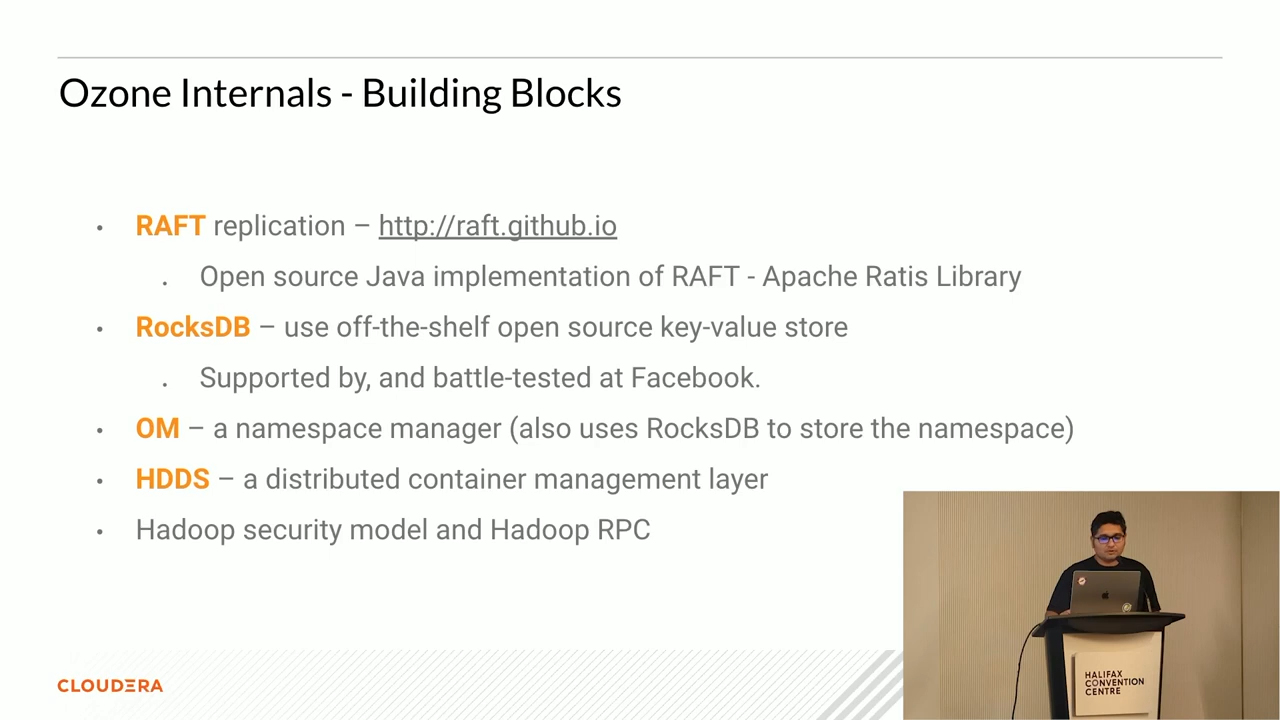 Ozone Internals - Building Blocks
• RAFT replication – http://raft.github.io
• Open source Java implementation of RAFT - Apache Ratis Library
• RocksDB – use off-the-shelf open source key-value store
• Supported by, and battle-tested at Facebook.
• OM – a namespace manager (also uses RocksDB to store the namespace)
• HDDS – a distributed container management layer
• Hadoop security model and Hadoop RPC
CLOUDERA
HALIFAX
CONVENTION
CENTRE